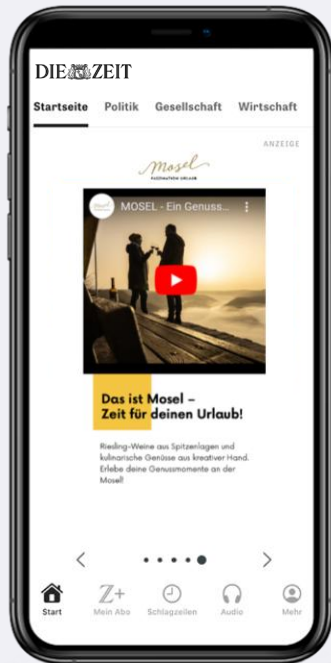 DIE ZEIT
Startseite Politik Gesellschaft Wirtschaft
ANZEIGE
Mosel
FASZINATION URLAUB
MOSEL - Ein Genuss...
Das ist Mosel –
Zeit für deinen Urlaub!
Riesling-Weine aus Spitzenlagen und
kulinarische Genüsse aus kreativer Hand.
Erlebe deine Genussmomente an der
Mosel!
Start Mein Abo Schlagzeilen Audio Mehr